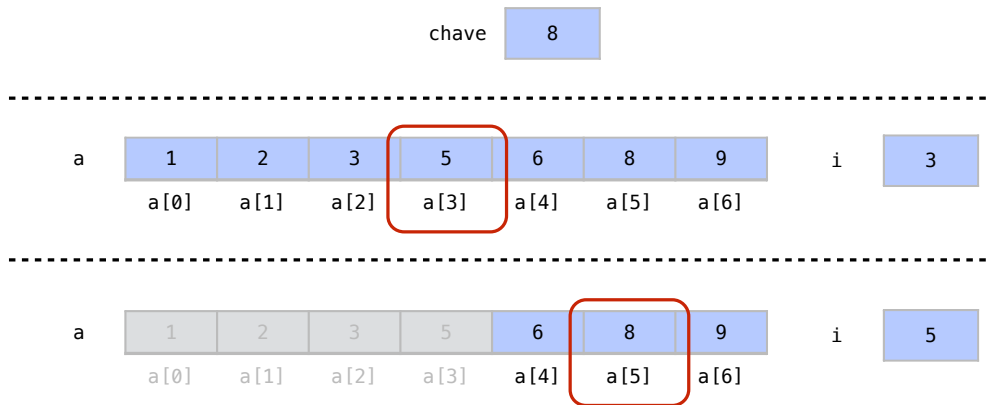 chave 8
a 1 2 3 5 6 8 9 i 3
a[0] a[1] a[2] a[3] a[4] a[5] a[6]
a 1 2 3 5 6 8 9 i 5
a[0] a[1] a[2] a[3] a[4] a[5] a[6]